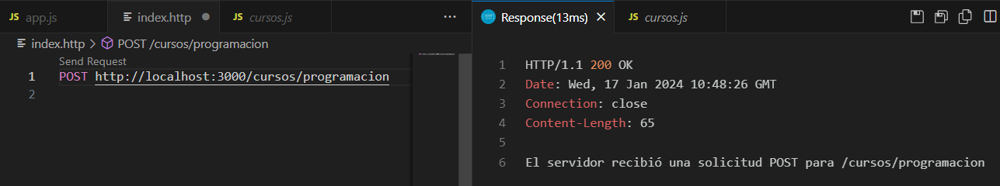 JS app.js index.http JS cursos.js ...
index.http > POST /cursos/programacion
Send Request
1 POST http://localhost:3000/cursos/programacion
2
Response(13ms) JS cursos.js
1 HTTP/1.1 200 OK
2 Date: Wed, 17 Jan 2024 10:48:26 GMT
3 Connection: close
4 Content-Length: 65
5
6 El servidor recibió una solicitud POST para /cursos/programacion